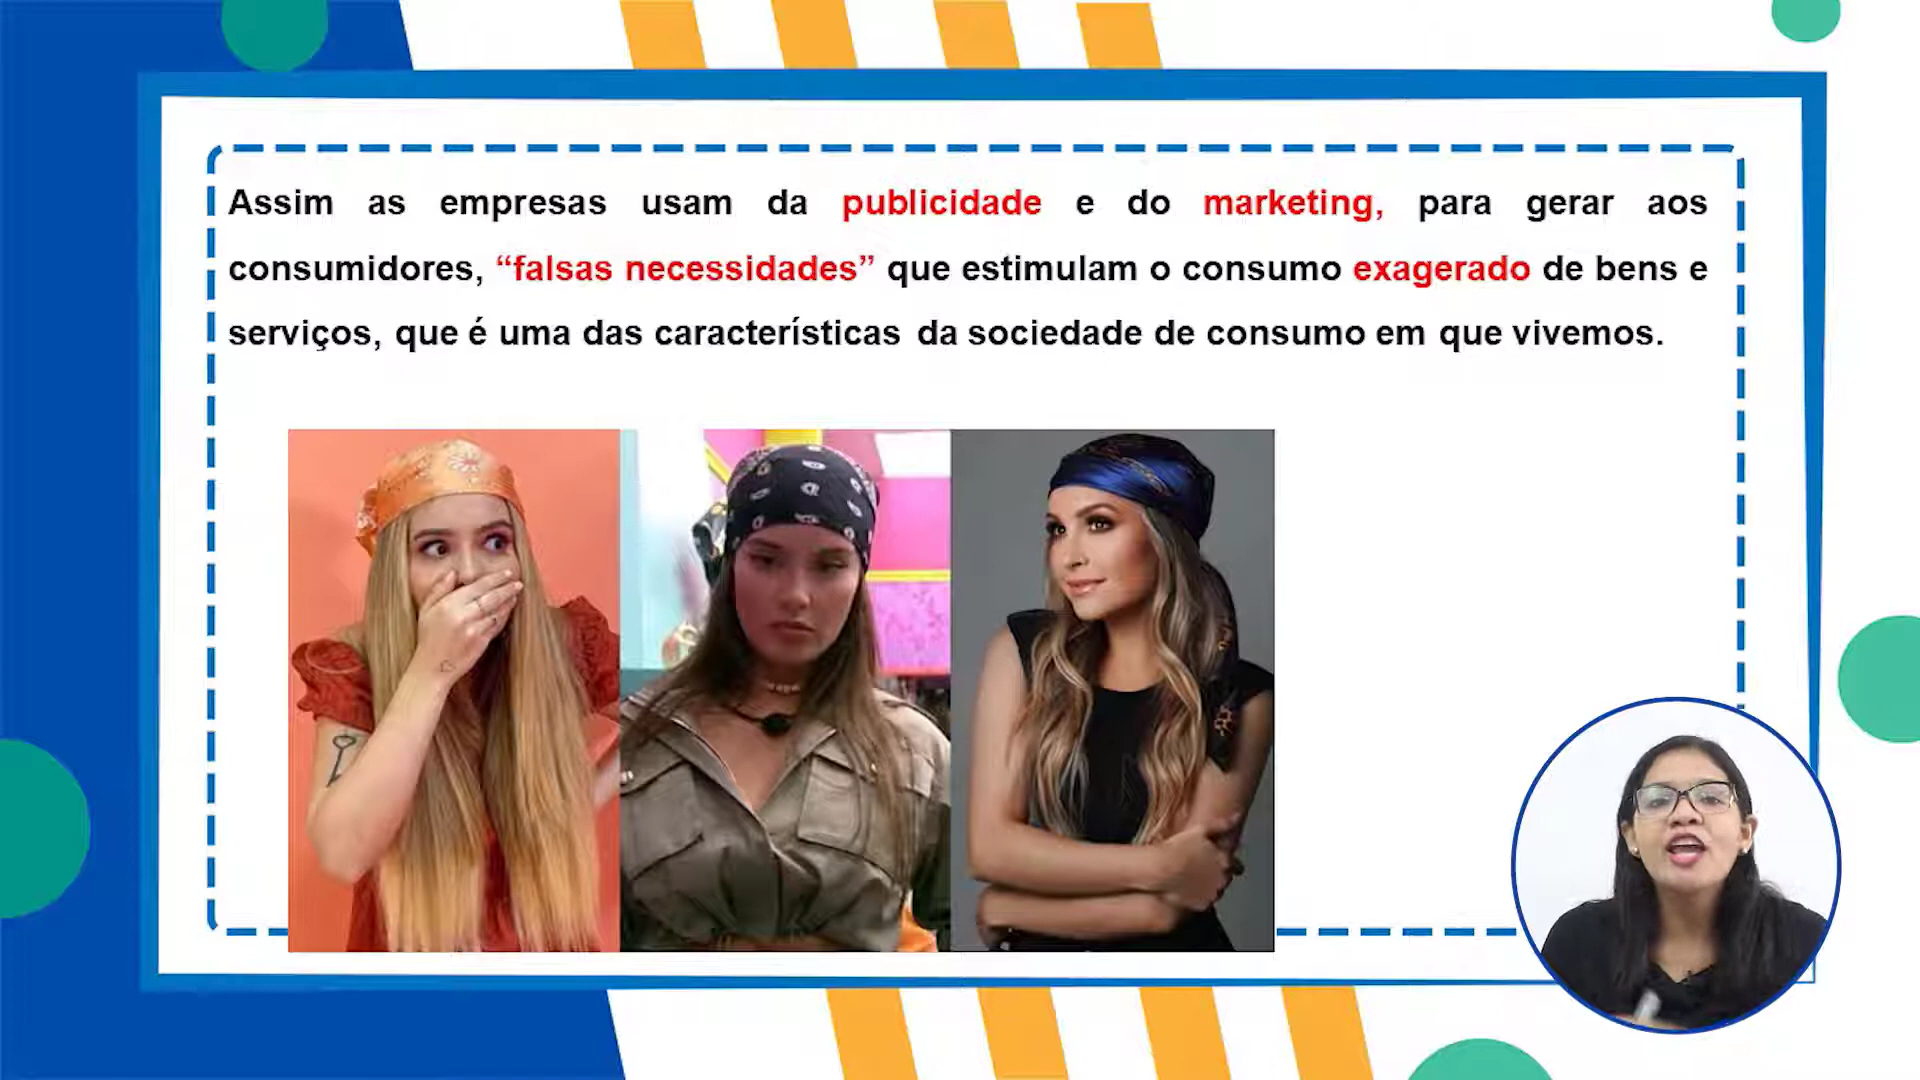 Assim as empresas usam da publicidade e do marketing, para gerar aos
consumidores, “falsas necessidades” que estimulam o consumo exagerado de bens e
serviços, que é uma das características da sociedade de consumo em que vivemos.